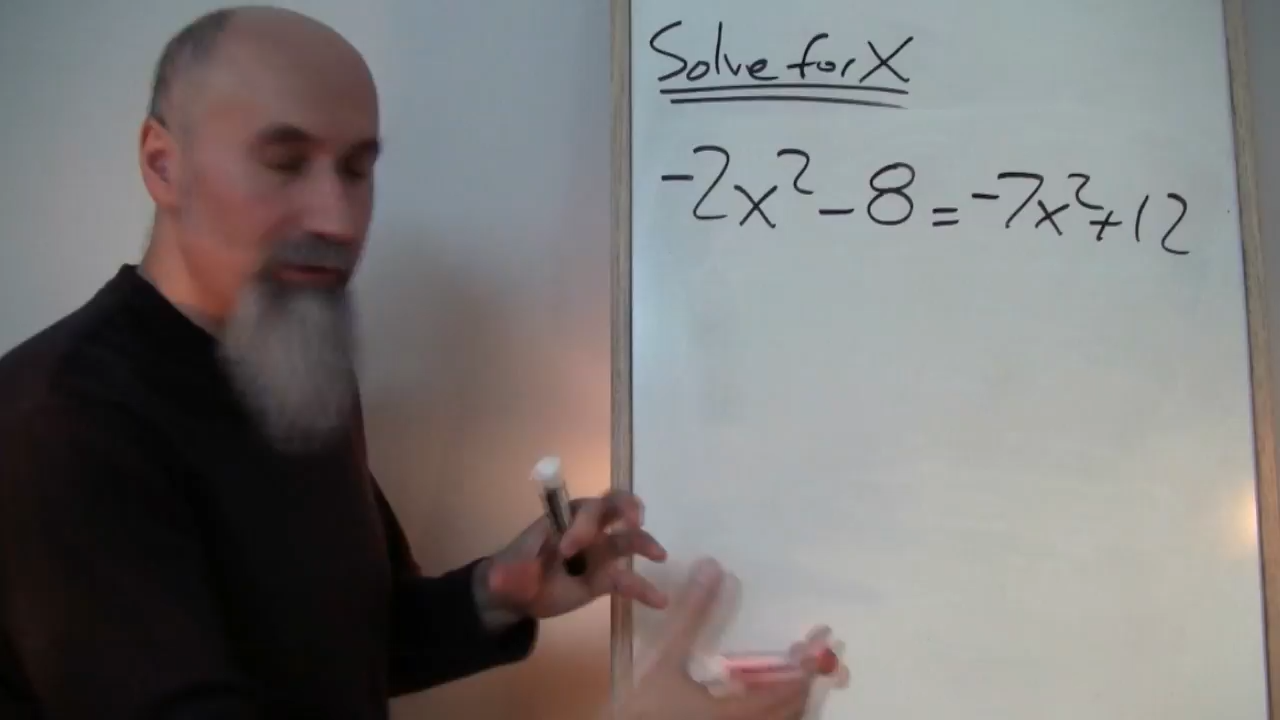 Solve for X
-2x² - 8 = -7x² + 12